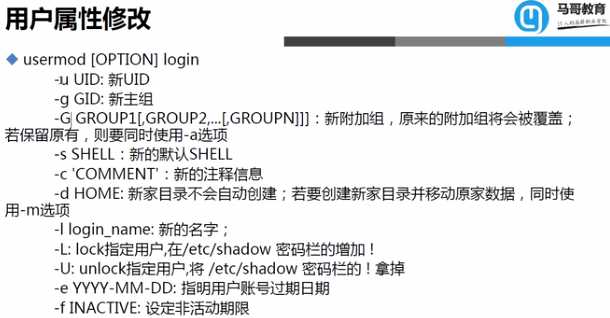 用户属性修改
马哥教育
usermod [OPTION] login
-u UID: 新UID
-g GID: 新主组
-G GROUP1[,GROUP2,...[,GROUPN]]]：新附加组，原来的附加组将会被覆盖；
若保留原有，则要同时使用-a选项
-s SHELL：新的默认SHELL
-c 'COMMENT'：新的注释信息
-d HOME: 新家目录不会自动创建；若要创建新家目录并移动原家数据，同时使
用-m选项
-l login_name: 新的名字；
-L: lock指定用户,在/etc/shadow 密码栏的增加！
-U: unlock指定用户,将 /etc/shadow 密码栏的！拿掉
-e YYYY-MM-DD: 指明用户账号过期日期
-f INACTIVE: 设定非活动期限